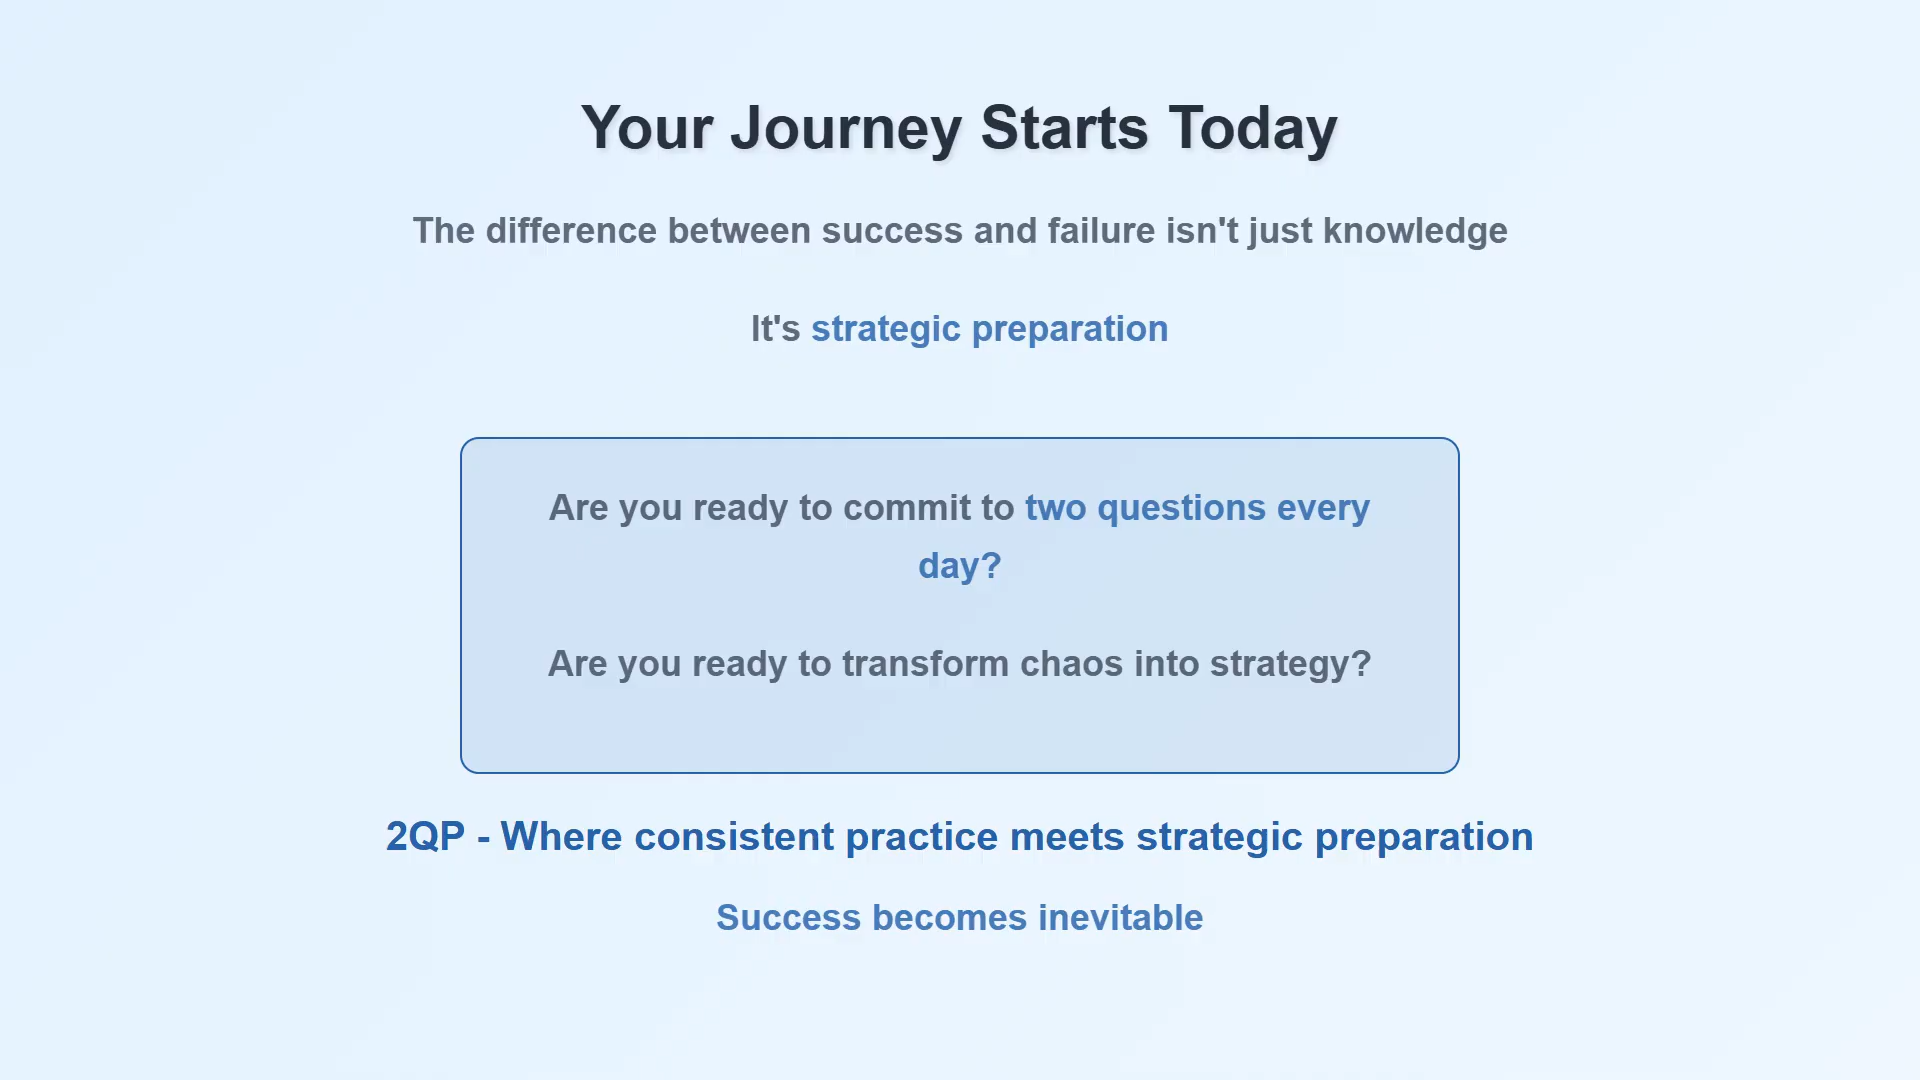 Your Journey Starts Today
The difference between success and failure isn't just knowledge
It's strategic preparation
Are you ready to commit to two questions every
day?
Are you ready to transform chaos into strategy?
2QP - Where consistent practice meets strategic preparation
Success becomes inevitable